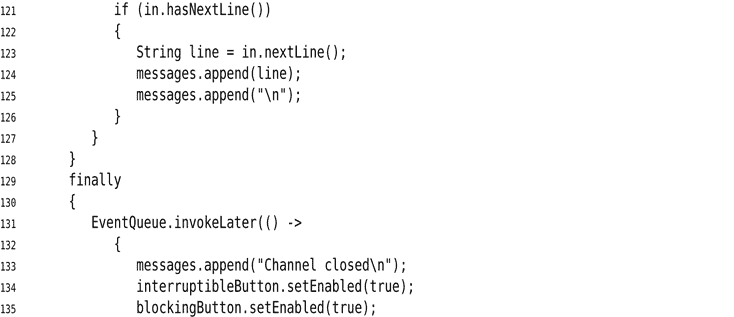 121 if (in.hasNextLine())
122 {
123 String line = in.nextLine();
124 messages.append(line);
125 messages.append("\n");
126 }
127 }
128 }
129 finally
130 {
131 EventQueue.invokeLater(() ->
132 {
133 messages.append("Channel closed\n");
134 interruptibleButton.setEnabled(true);
135 blockingButton.setEnabled(true);